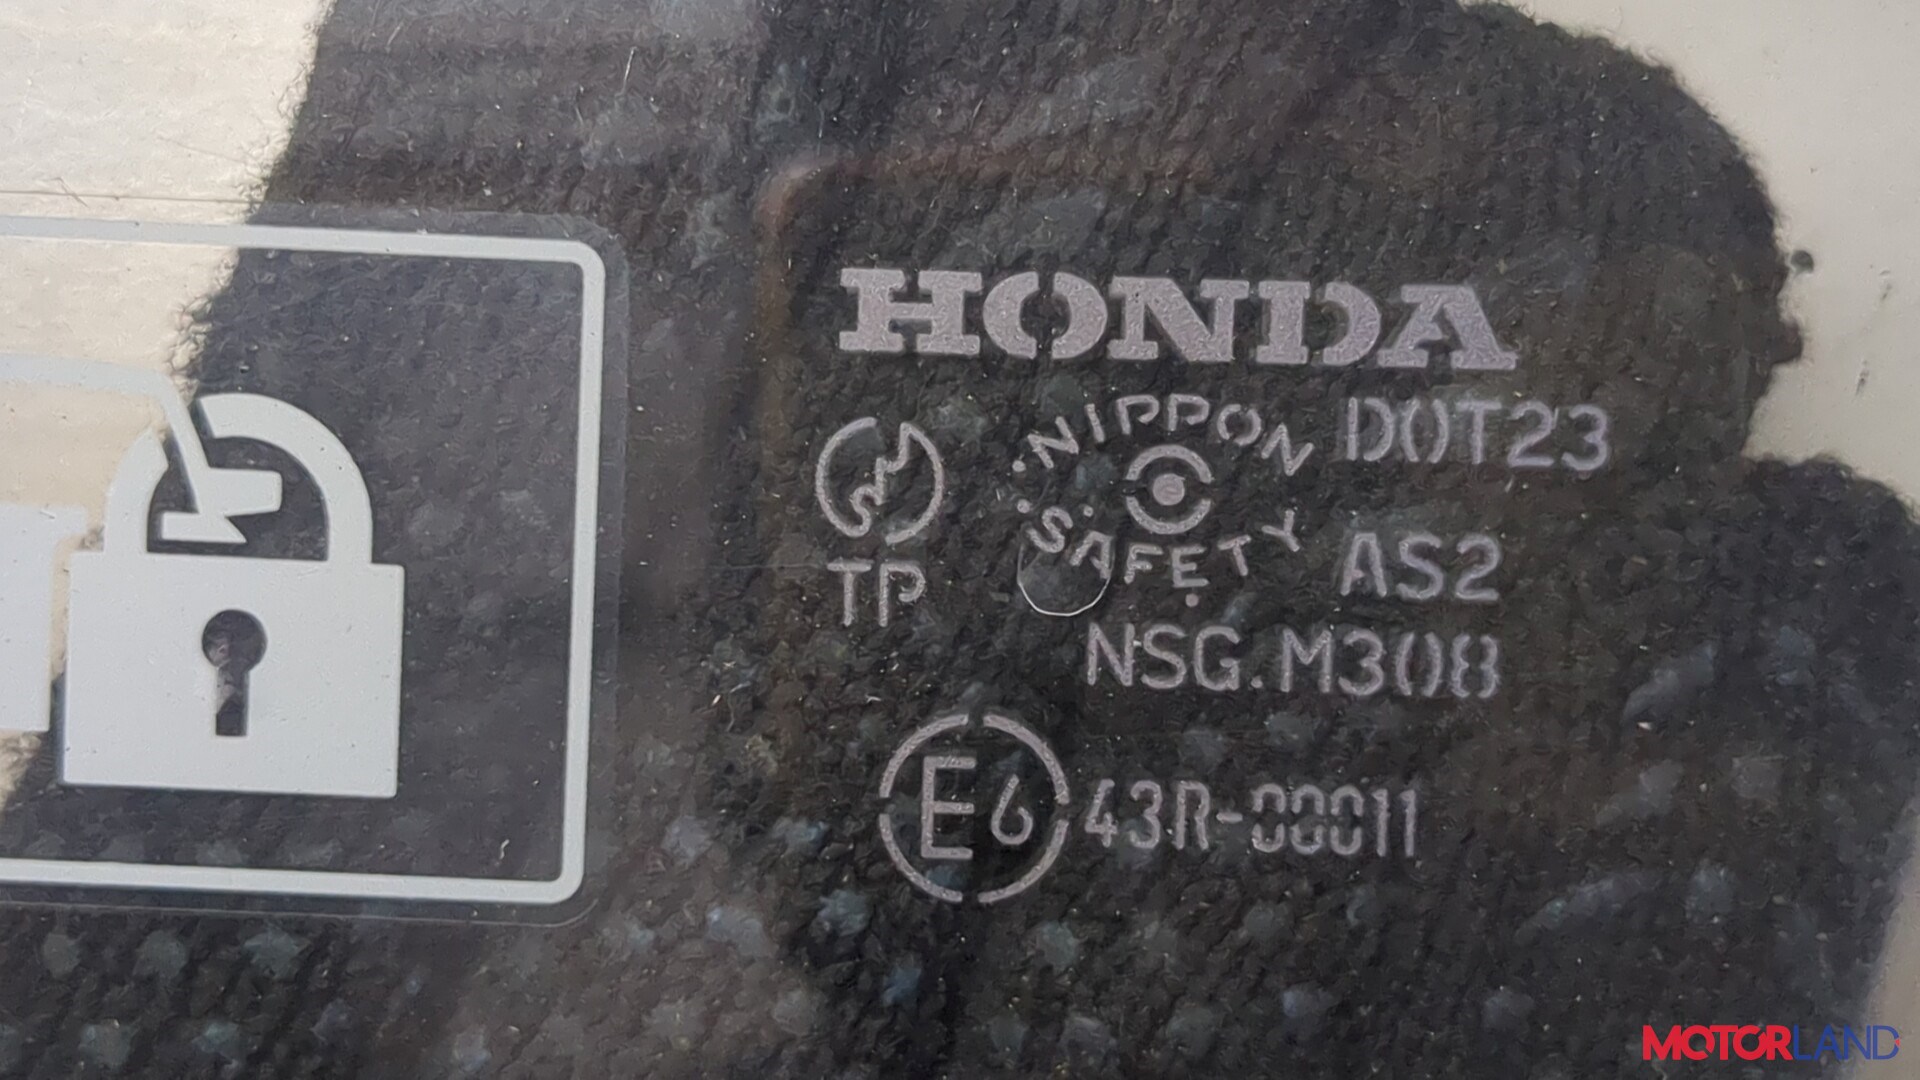 HONDA
NIPPON DOT23
SAFETY AS2
TP
NSG.M308
E6 43R-00011
MOTORLAND